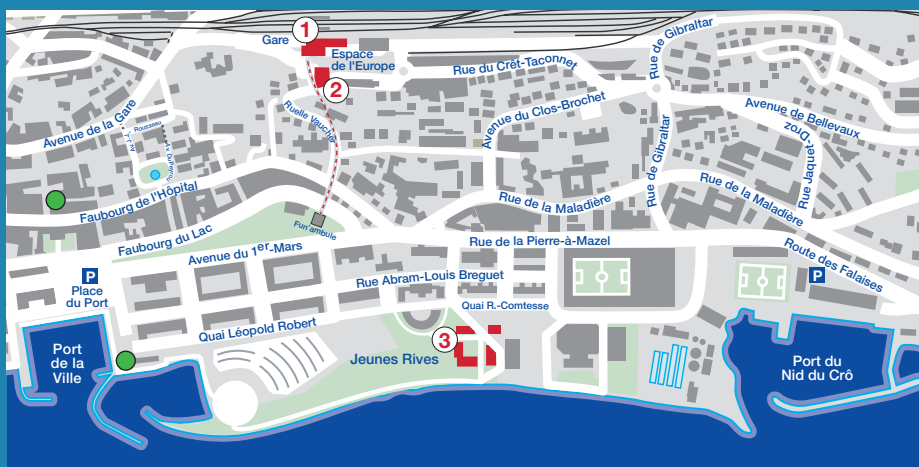 1
Gare
Espace
de l'Europe
2
Rue du Crêt-Taconnet
Rue de Gibraltar
Avenue de la Gare
Rousseau
Ruelle Vaucher
Avenue du Clos-Brochet
Avenue de Bellevaux
Rue Jaquet-Droz
Faubourg de l'Hôpital
Rue de Gibraltar
Rue de la Maladière
Rue de la Maladière
Fun'ambule
Faubourg du Lac
Avenue du 1er-Mars
Rue de la Pierre-à-Mazel
Route des Falaises
P
Place
du Port
P
Rue Abram-Louis Breguet
Quai R.-Comtesse
Quai Léopold Robert
3
Jeunes Rives
Port
de la
Ville
Port du
Nid du Crô